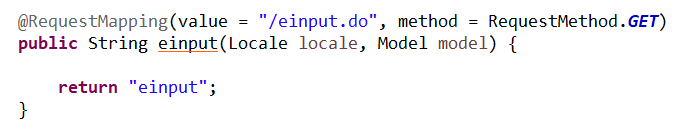 @RequestMapping(value = "/einput.do", method = RequestMethod.GET)
public String einput(Locale locale, Model model) {
return "einput";
}